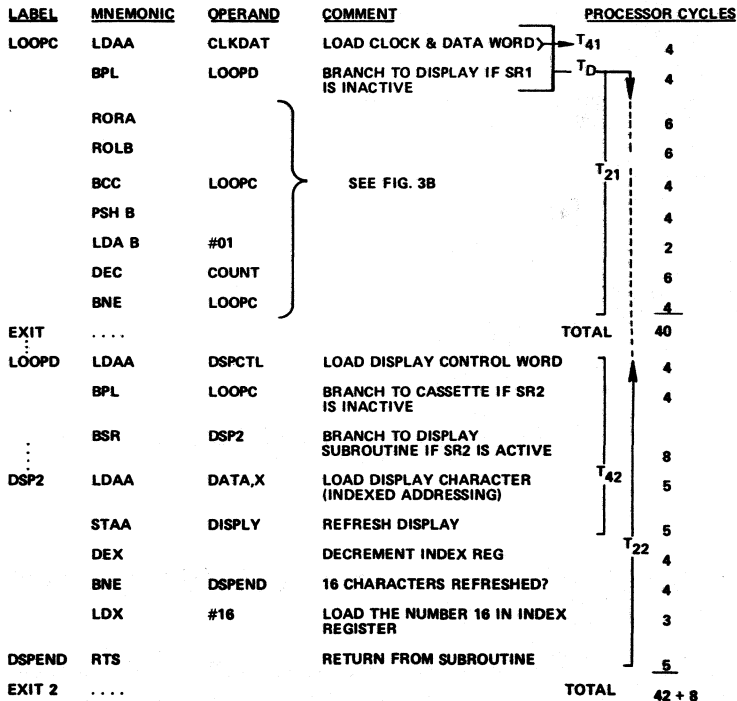 LABEL MNEMONIC OPERAND COMMENT PROCESSOR CYCLES
LOOPC LDAA CLKDAT LOAD CLOCK & DATA WORD T41 4
BPL LOOPD BRANCH TO DISPLAY IF SR1 TD 4
IS INACTIVE
RORA 6
ROLB 6
T21
BCC LOOPC SEE FIG. 3B 4
PSH B 4
LDA B #01 2
DEC COUNT 6
BNE LOOPC 4
EXIT .... TOTAL 40
LOOPD LDAA DSPCTL LOAD DISPLAY CONTROL WORD 4
BPL LOOPC BRANCH TO CASSETTE IF SR2 4
IS INACTIVE
BSR DSP2 BRANCH TO DISPLAY
SUBROUTINE IF SR2 IS ACTIVE 8
DSP2 LDAA DATA,X LOAD DISPLAY CHARACTER T42 5
(INDEXED ADDRESSING)
STAA DISPLY REFRESH DISPLAY 5
DEX DECREMENT INDEX REG T22 4
BNE DSPEND 16 CHARACTERS REFRESHED? 4
LDX #16 LOAD THE NUMBER 16 IN INDEX 3
REGISTER
DSPEND RTS RETURN FROM SUBROUTINE 5
EXIT 2 .... TOTAL 42 + 8